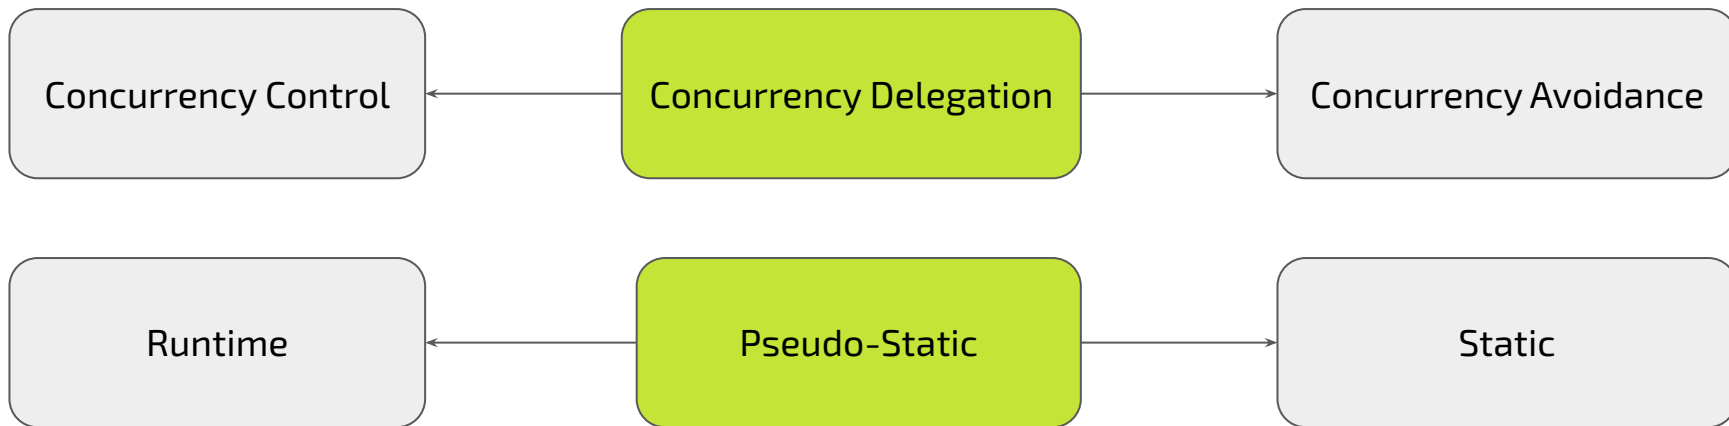 Concurrency Control
Concurrency Delegation
Concurrency Avoidance
Runtime
Pseudo-Static
Static